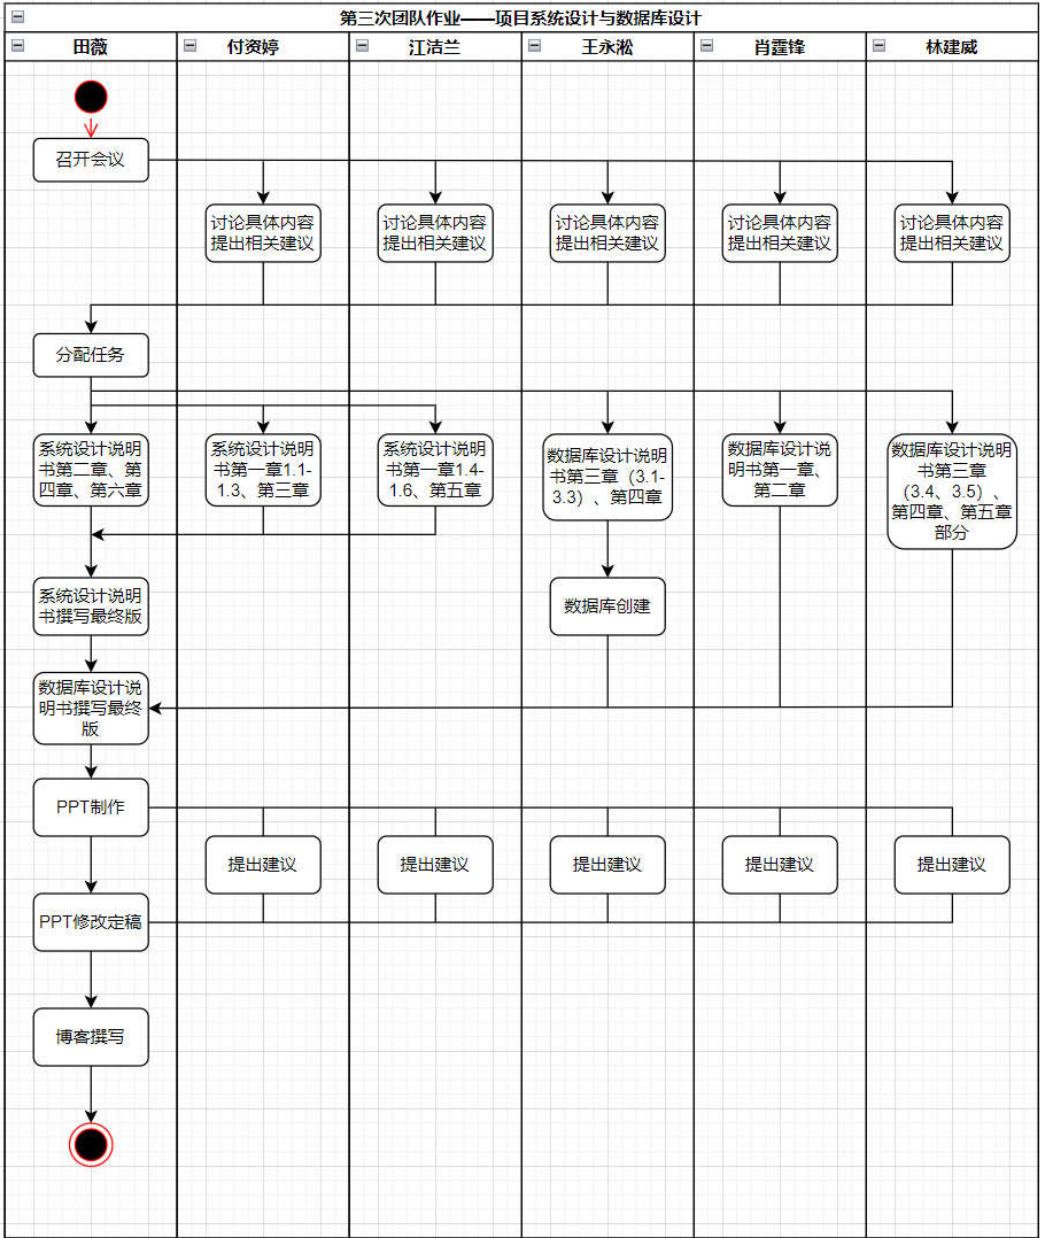 第三次团队作业——项目系统设计与数据库设计
田薇
付资婷
江洁兰
王永淞
肖霆锋
林建威
召开会议
讨论具体内容
提出相关建议
讨论具体内容
提出相关建议
讨论具体内容
提出相关建议
讨论具体内容
提出相关建议
讨论具体内容
提出相关建议
分配任务
系统设计说明
书第二章、第
四章、第六章
系统设计说明
书第一章1.1-
1.3、第三章
系统设计说明
书第一章1.4-
1.6、第五章
数据库设计说明
书第三章（3.1-
3.3）、第四章
数据库设计说
明书第一章、
第二章
数据库设计说明
书第三章
（3.4、3.5）、
第四章、第五章
部分
系统设计说明
书撰写最终版
数据库创建
数据库设计说
明书撰写最终
版
PPT制作
提出建议
提出建议
提出建议
提出建议
提出建议
PPT修改定稿
博客撰写